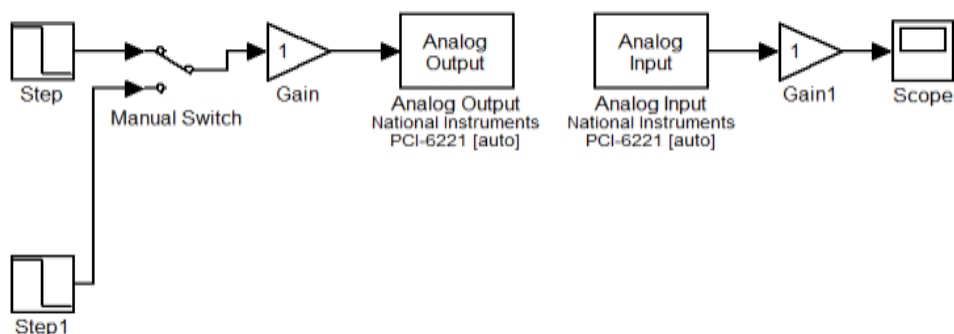 Step
Manual Switch
1
Gain
Analog
Output
Analog Output
National Instruments
PCI-6221 [auto]
Analog
Input
Analog Input
National Instruments
PCI-6221 [auto]
1
Gain1
Scope
Step1